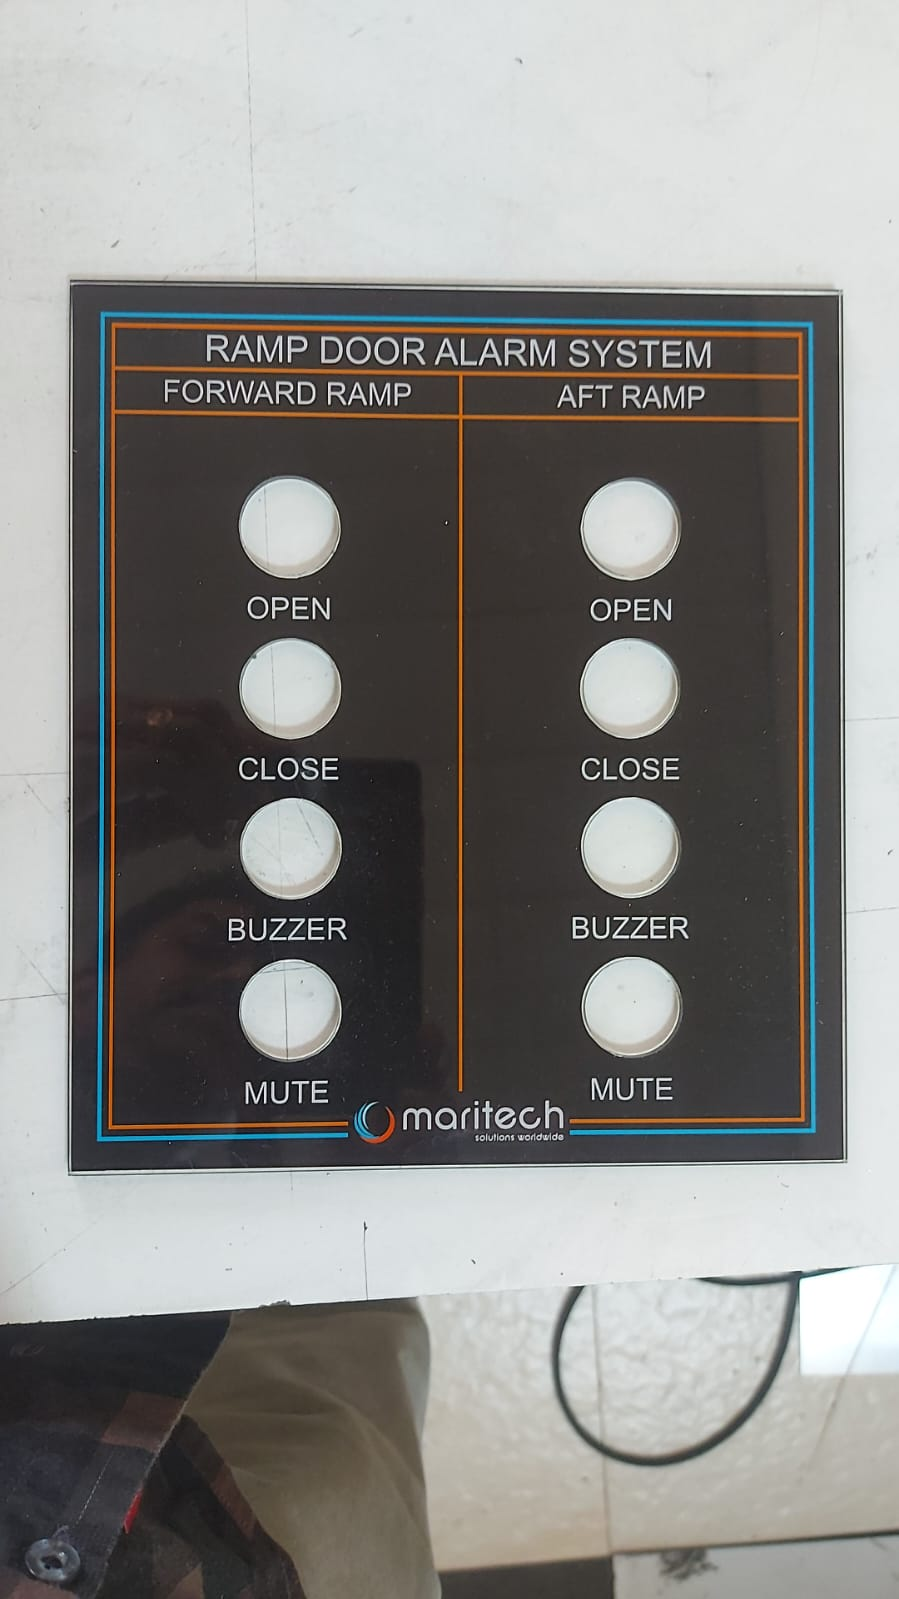 RAMP DOOR ALARM SYSTEM
FORWARD RAMP
AFT RAMP
OPEN
OPEN
CLOSE
CLOSE
BUZZER
BUZZER
MUTE
MUTE
maritech
solutions worldwide